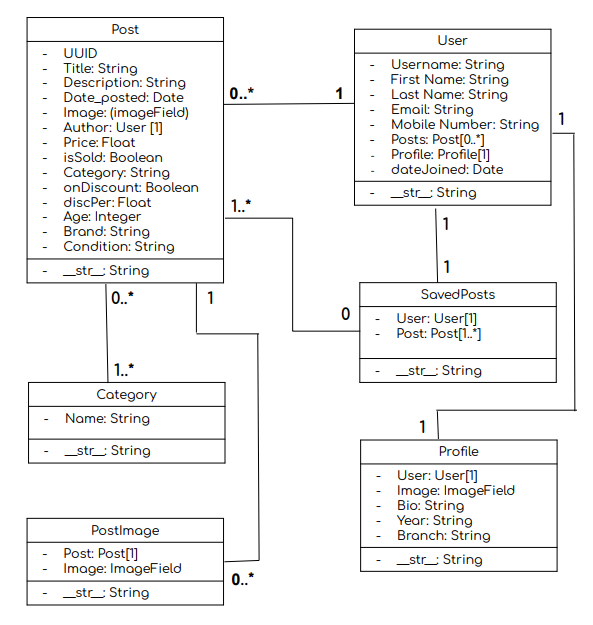 Post
- UUID
- Title: String
- Description: String
- Date_posted: Date
- Image: (imageField)
- Author: User [1]
- Price: Float
- isSold: Boolean
- Category: String
- onDiscount: Boolean
- discPer: Float
- Age: Integer
- Brand: String
- Condition: String
- __str__: String
0..*
1
1..*
0
0..*
1
1..*
User
- Username: String
- First Name: String
- Last Name: String
- Email: String
- Mobile Number: String
- Posts: Post[0..*]
- Profile: Profile[1]
- dateJoined: Date
- __str__: String
1
1
1
SavedPosts
- User: User[1]
- Post: Post[1..*]
- __str__: String
Category
- Name: String
- __str__: String
1
Profile
- User: User[1]
- Image: ImageField
- Bio: String
- Year: String
- Branch: String
- __str__: String
PostImage
- Post: Post[1]
- Image: ImageField
- __str__: String
0..*